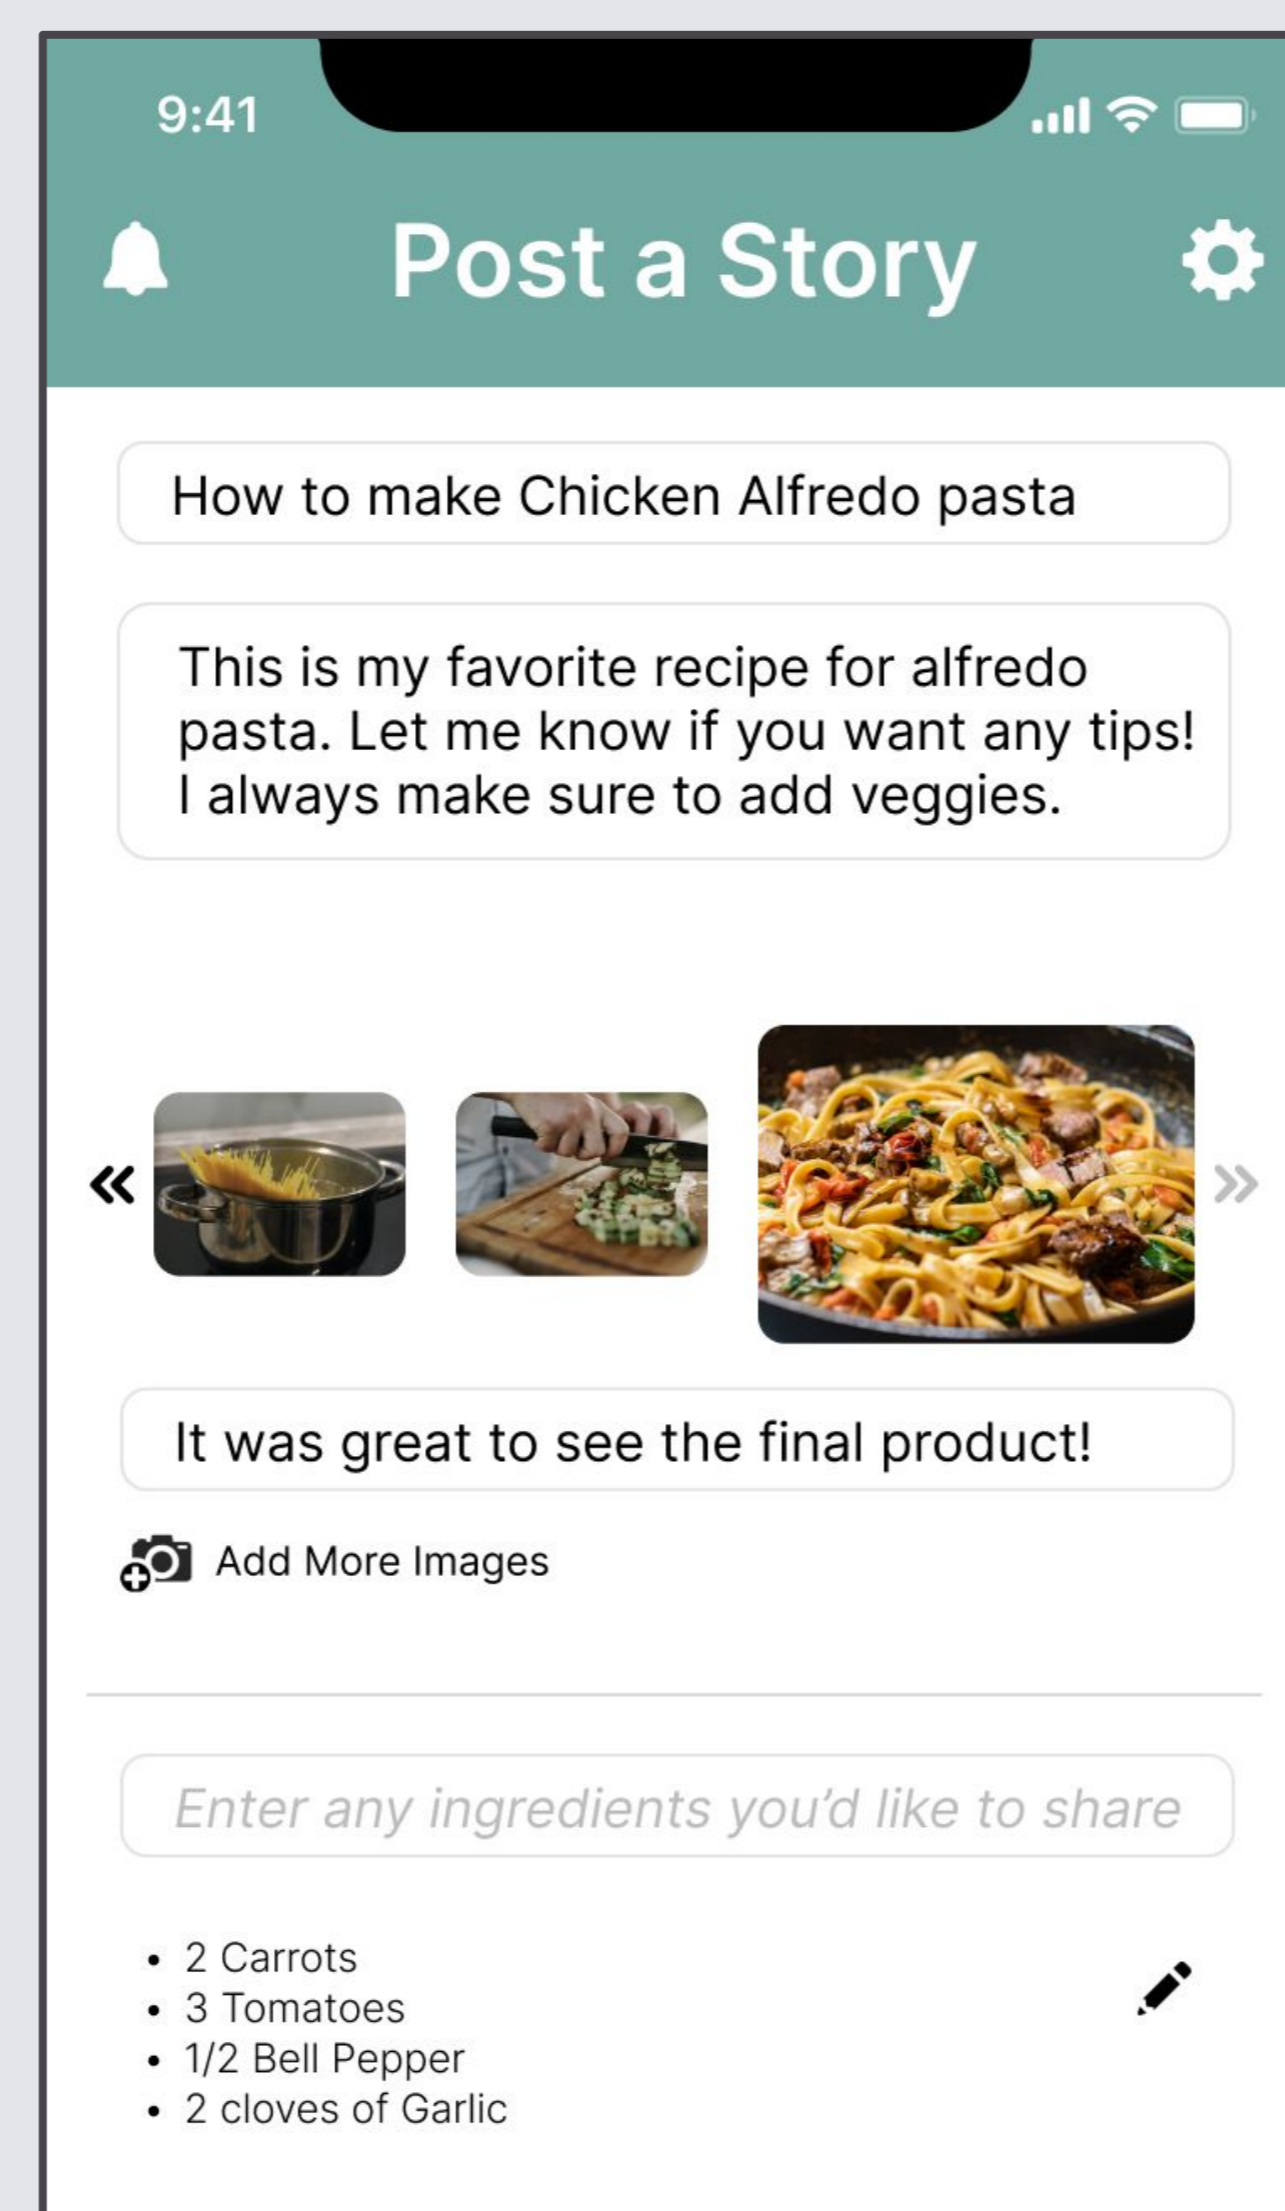 9:41
Post a Story
How to make Chicken Alfredo pasta
This is my favorite recipe for alfredo
pasta. Let me know if you want any tips!
I always make sure to add veggies.
It was great to see the final product!
Add More Images
Enter any ingredients you’d like to share
• 2 Carrots
• 3 Tomatoes
• 1/2 Bell Pepper
• 2 cloves of Garlic